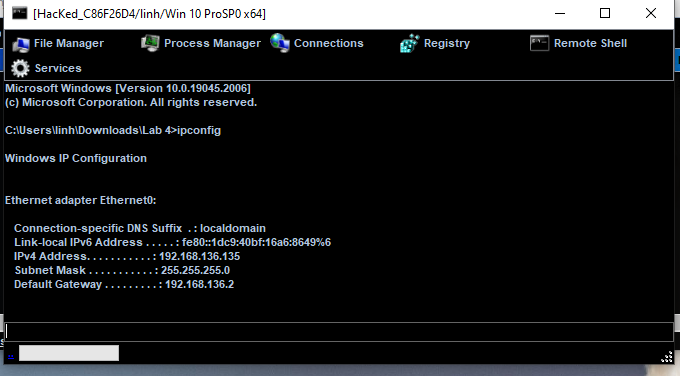 [HacKed_C86F26D4/linh/Win 10 ProSP0 x64]
File Manager Process Manager Connections Registry Remote Shell
Services
Microsoft Windows [Version 10.0.19045.2006]
(c) Microsoft Corporation. All rights reserved.
C:\Users\linh\Downloads\Lab 4>ipconfig
Windows IP Configuration
Ethernet adapter Ethernet0:
Connection-specific DNS Suffix . : localdomain
Link-local IPv6 Address . . . . . : fe80::1dc9:40bf:16a6:8649%6
IPv4 Address. . . . . . . . . . . : 192.168.136.135
Subnet Mask . . . . . . . . . . . : 255.255.255.0
Default Gateway . . . . . . . . . : 192.168.136.2